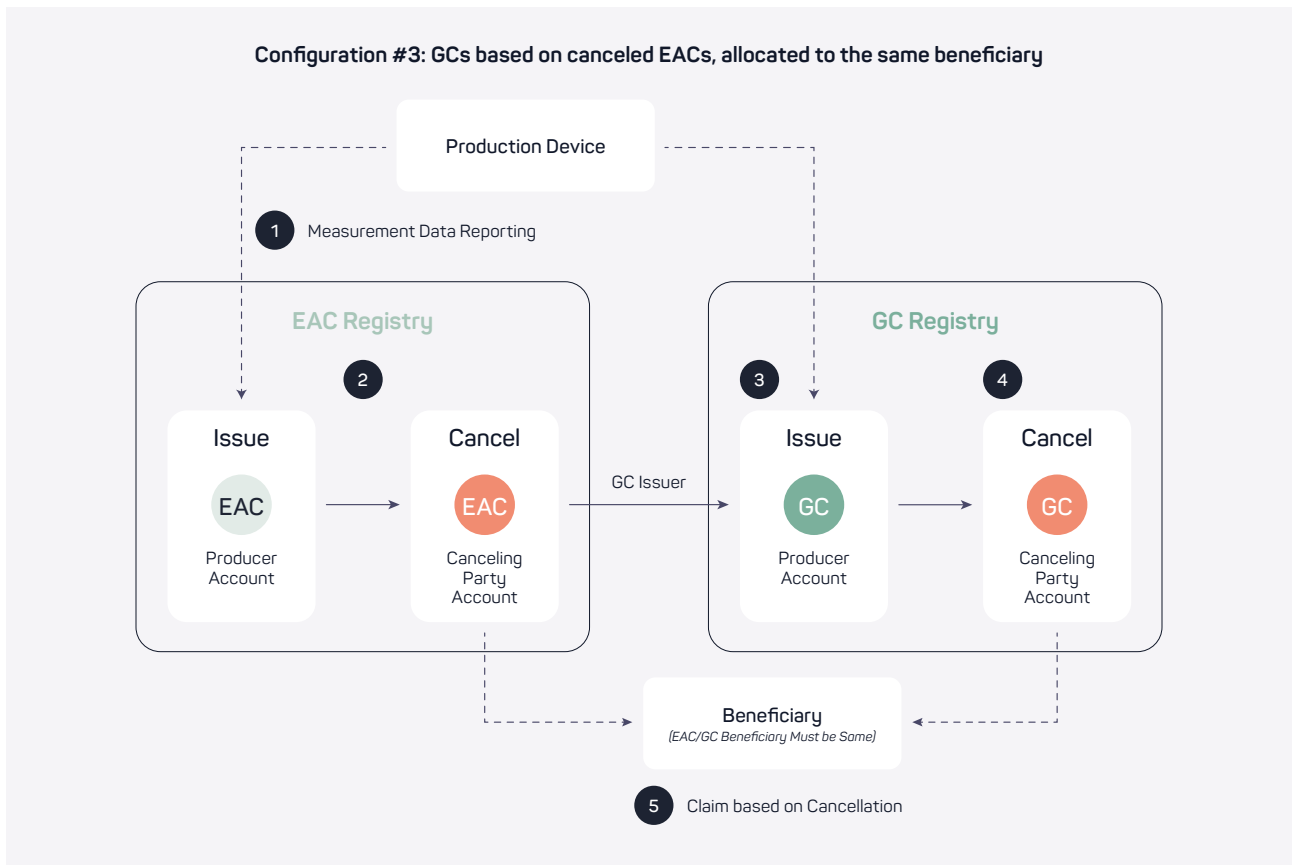 Configuration #3: GCs based on canceled EACs, allocated to the same beneficiary
Production Device
1 Measurement Data Reporting
EAC Registry
2
Issue
EAC
Producer
Account
Cancel
EAC
Canceling
Party
Account
GC Issuer
GC Registry
3
4
Issue
GC
Producer
Account
Cancel
GC
Canceling
Party
Account
Beneficiary
(EAC/GC Beneficiary Must be Same)
5 Claim based on Cancellation